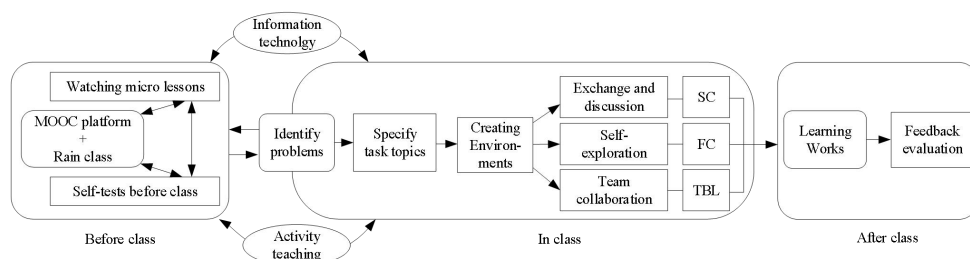 Information
technolgy
Watching micro lessons
MOOC platform
+
Rain class
Self-tests before class
Before class
Identify
problems
Specify
task topics
Creating
Environ-
ments
Exchange and
discussion
SC
Self-
exploration
FC
Team
collaboration
TBL
Activity
teaching
In class
Learning
Works
Feedback
evaluation
After class